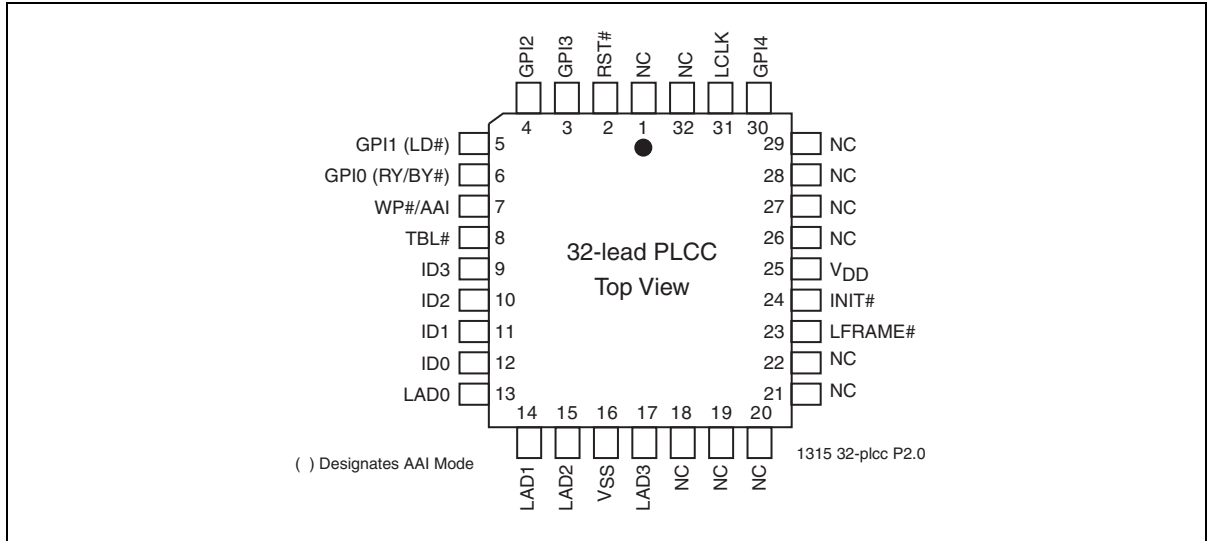 GPI2
GPI3
RST#
NC
NC
LCLK
GPI4
4
3
2
1
32
31
30
GPI1 (LD#)
5
GPI0 (RY/BY#)
6
WP#/AAI
7
TBL#
8
ID3
9
ID2
10
ID1
11
ID0
12
LAD0
13
32-lead PLCC
Top View
29
NC
28
NC
27
NC
26
NC
25
VDD
24
INIT#
23
LFRAME#
22
NC
21
NC
14
15
16
17
18
19
20
LAD1
LAD2
VSS
LAD3
NC
NC
NC
( ) Designates AAI Mode
1315 32-plcc P2.0